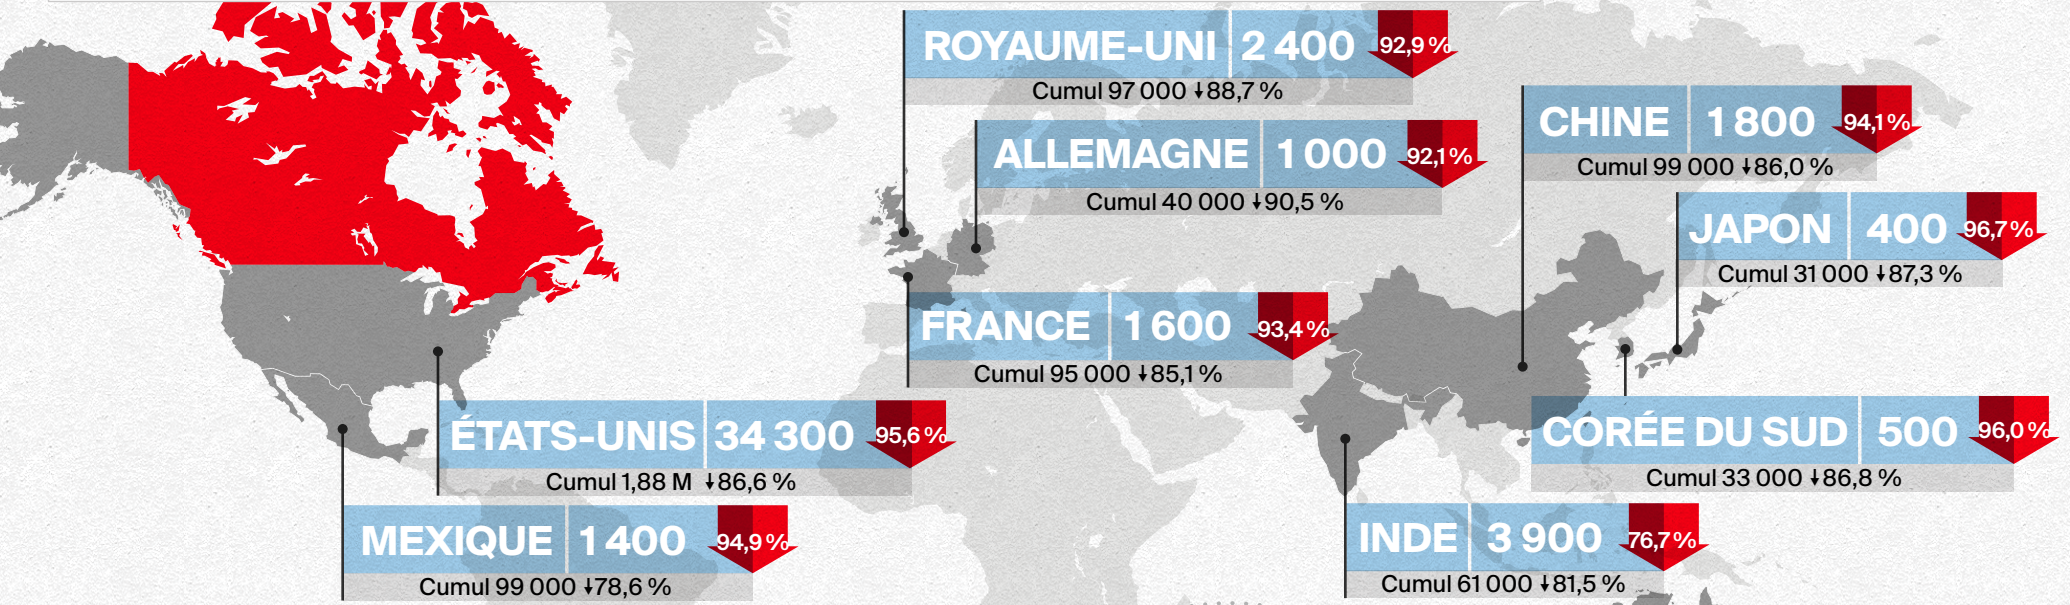 ROYAUME-UNI 2 400 92,9 %
Cumul 97 000 ↓88,7 %
ALLEMAGNE 1 000 92,1 %
Cumul 40 000 ↓90,5 %
CHINE 1 800 94,1 %
Cumul 99 000 ↓86,0 %
JAPON 400 96,7 %
Cumul 31 000 ↓87,3 %
FRANCE 1 600 93,4 %
Cumul 95 000 ↓85,1 %
ÉTATS-UNIS 34 300 95,6 %
Cumul 1,88 M ↓86,6 %
CORÉE DU SUD 500 96,0 %
Cumul 33 000 ↓86,8 %
MEXIQUE 1 400 94,9 %
Cumul 99 000 ↓78,6 %
INDE 3 900 76,7 %
Cumul 61 000 ↓81,5 %